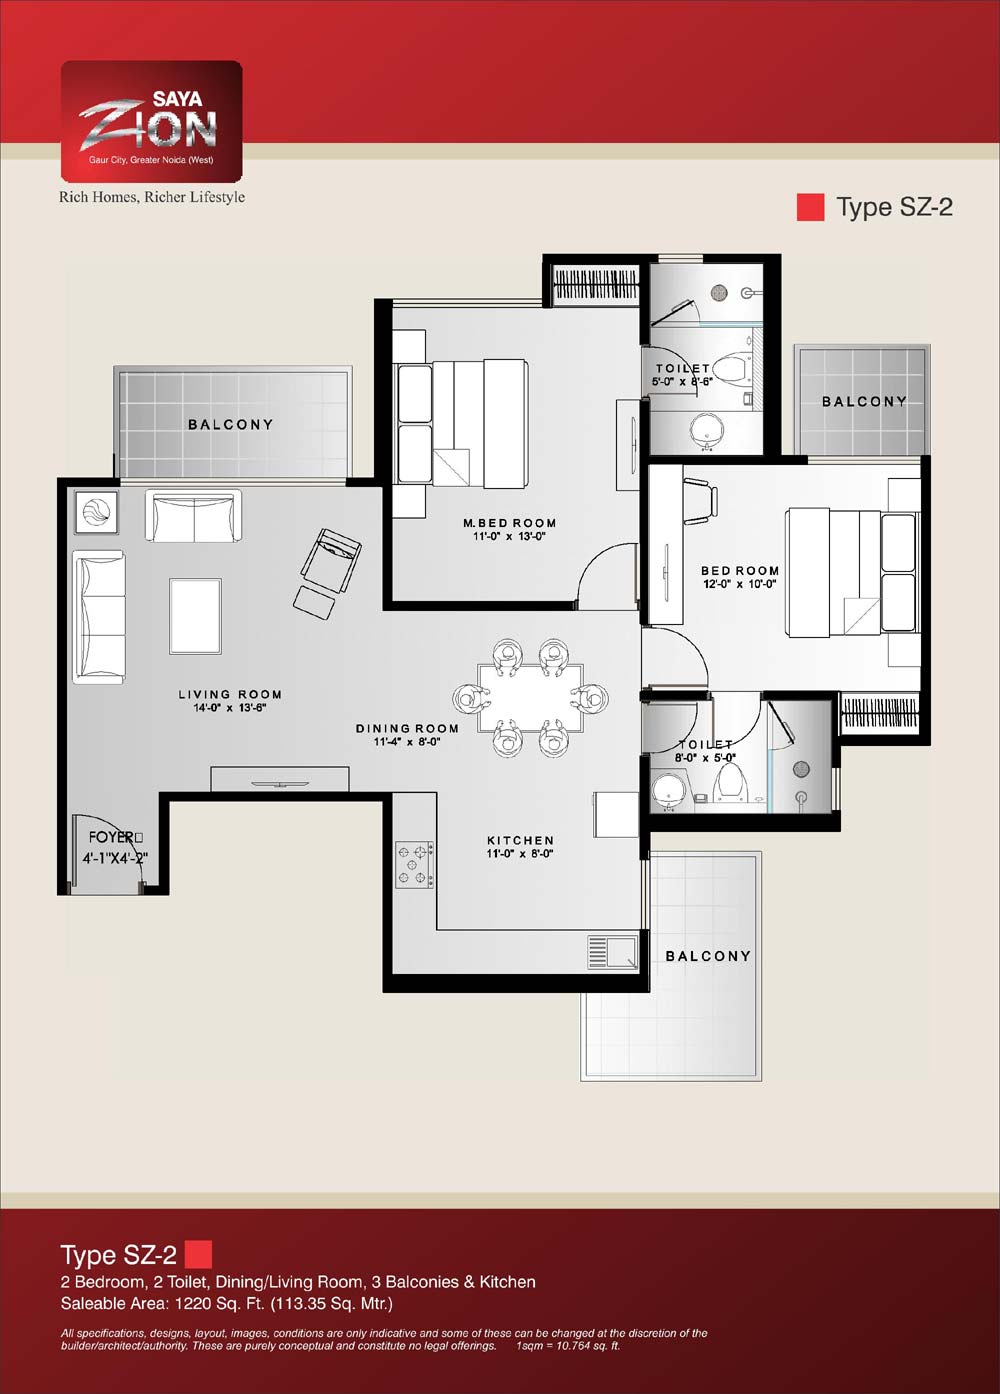 SAYA
ZION
Gaur City, Greater Noida (West)
Rich Homes, Richer Lifestyle
Type SZ-2
TOILET
5'-0" x 8'-6"
BALCONY
BALCONY
M.BED ROOM
11'-0" x 13'-0"
BED ROOM
12'-0" x 10'-0"
LIVING ROOM
14'-0" x 13'-6"
DINING ROOM
11'-4" x 8'-0"
TOILET
8'-0" x 5'-0"
FOYER□
4'-1"X4'-2"
KITCHEN
11'-0" x 8'-0"
BALCONY
Type SZ-2
2 Bedroom, 2 Toilet, Dining/Living Room, 3 Balconies & Kitchen
Saleable Area: 1220 Sq. Ft. (113.35 Sq. Mtr.)
All specifications, designs, layout, images, conditions are only indicative and some of these can be changed at the discretion of the
builder/architect/authority. These are purely conceptual and constitute no legal offerings. 1sqm = 10.764 sq. ft.